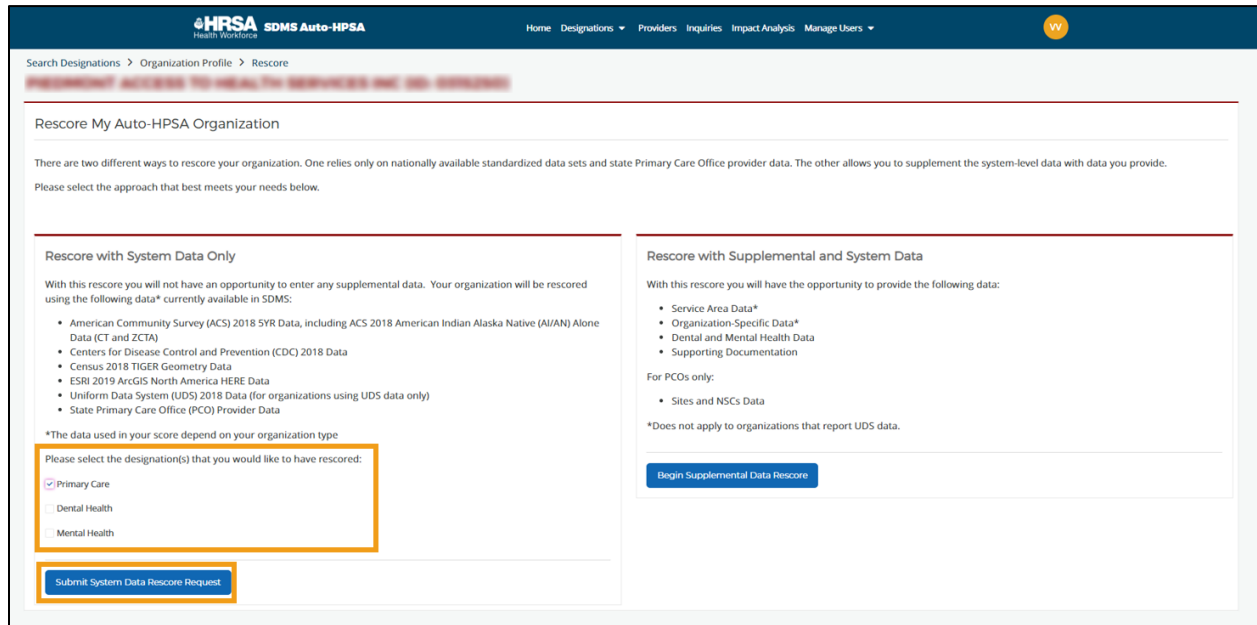 HRSA
Health Workforce
SDMS Auto-HPSA
Home Designations Providers Inquiries Impact Analysis Manage Users
VV
Search Designations > Organization Profile > Rescore
PIEDMONT ACCESS TO HEALTH SERVICES INC
Rescore My Auto-HPSA Organization
There are two different ways to rescore your organization. One relies only on nationally available standardized data sets and state Primary Care Office provider data. The other allows you to supplement the system-level data with data you provide.
Please select the approach that best meets your needs below.
Rescore with System Data Only
With this rescore you will not have an opportunity to enter any supplemental data. Your organization will be rescored
using the following data* currently available in SDMS:
• American Community Survey (ACS) 2018 5YR Data, including ACS 2018 American Indian Alaska Native (AI/AN) Alone
Data (CT and ZCTA)
• Centers for Disease Control and Prevention (CDC) 2018 Data
• Census 2018 TIGER Geometry Data
• ESRI 2019 ArcGIS North America HERE Data
• Uniform Data System (UDS) 2018 Data (for organizations using UDS data only)
• State Primary Care Office (PCO) Provider Data
*The data used in your score depend on your organization type
Please select the designation(s) that you would like to have rescored:
Primary Care
Dental Health
Mental Health
Submit System Data Rescore Request
Rescore with Supplemental and System Data
With this rescore you will have the opportunity to provide the following data:
• Service Area Data*
• Organization-Specific Data*
• Dental and Mental Health Data
• Supporting Documentation
For PCOs only:
• Sites and NSCs Data
*Does not apply to organizations that report UDS data.
Begin Supplemental Data Rescore